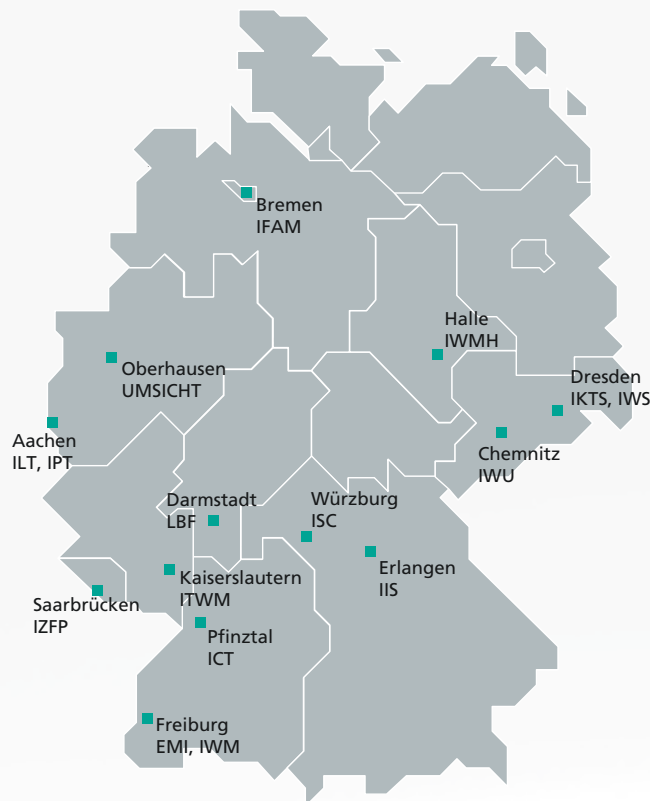 Bremen
IFAM
Halle
IWMH
Oberhausen
UMSICHT
Dresden
IKTS, IWS
Aachen
ILT, IPT
Chemnitz
IWU
Darmstadt
LBF
Würzburg
ISC
Erlangen
IIS
Kaiserslautern
ITWM
Saarbrücken
IZFP
Pfinztal
ICT
Freiburg
EMI, IWM